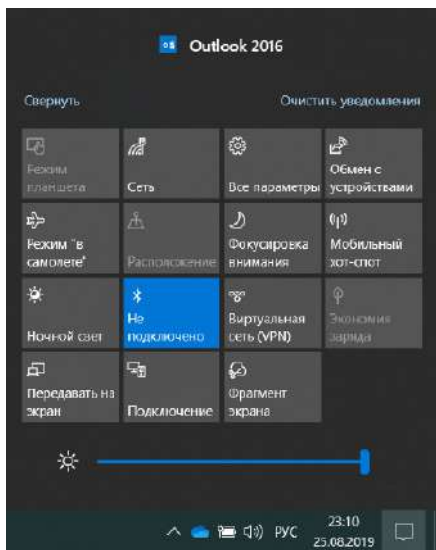 Outlook 2016
Свернуть
Очистить уведомления
Режим
планшета
Сеть
Все параметры
Обмен с
устройствами
Режим "в
самолете"
Расположение
Фокусировка
внимания
Мобильный
хот-спот
Ночной свет
Не
подключено
Виртуальная
сеть (VPN)
Экономия
заряда
Передавать на
экран
Подключение
Фрагмент
экрана
РУС
23:10
25.08.2019